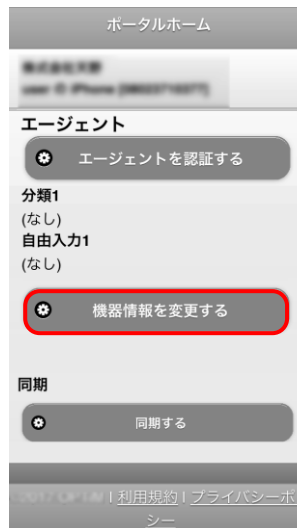 ポータルホーム
エージェント
エージェントを認証する
分類1
(なし)
自由入力1
(なし)
機器情報を変更する
同期
同期する
| 利用規約 | プライバシーポ
シー